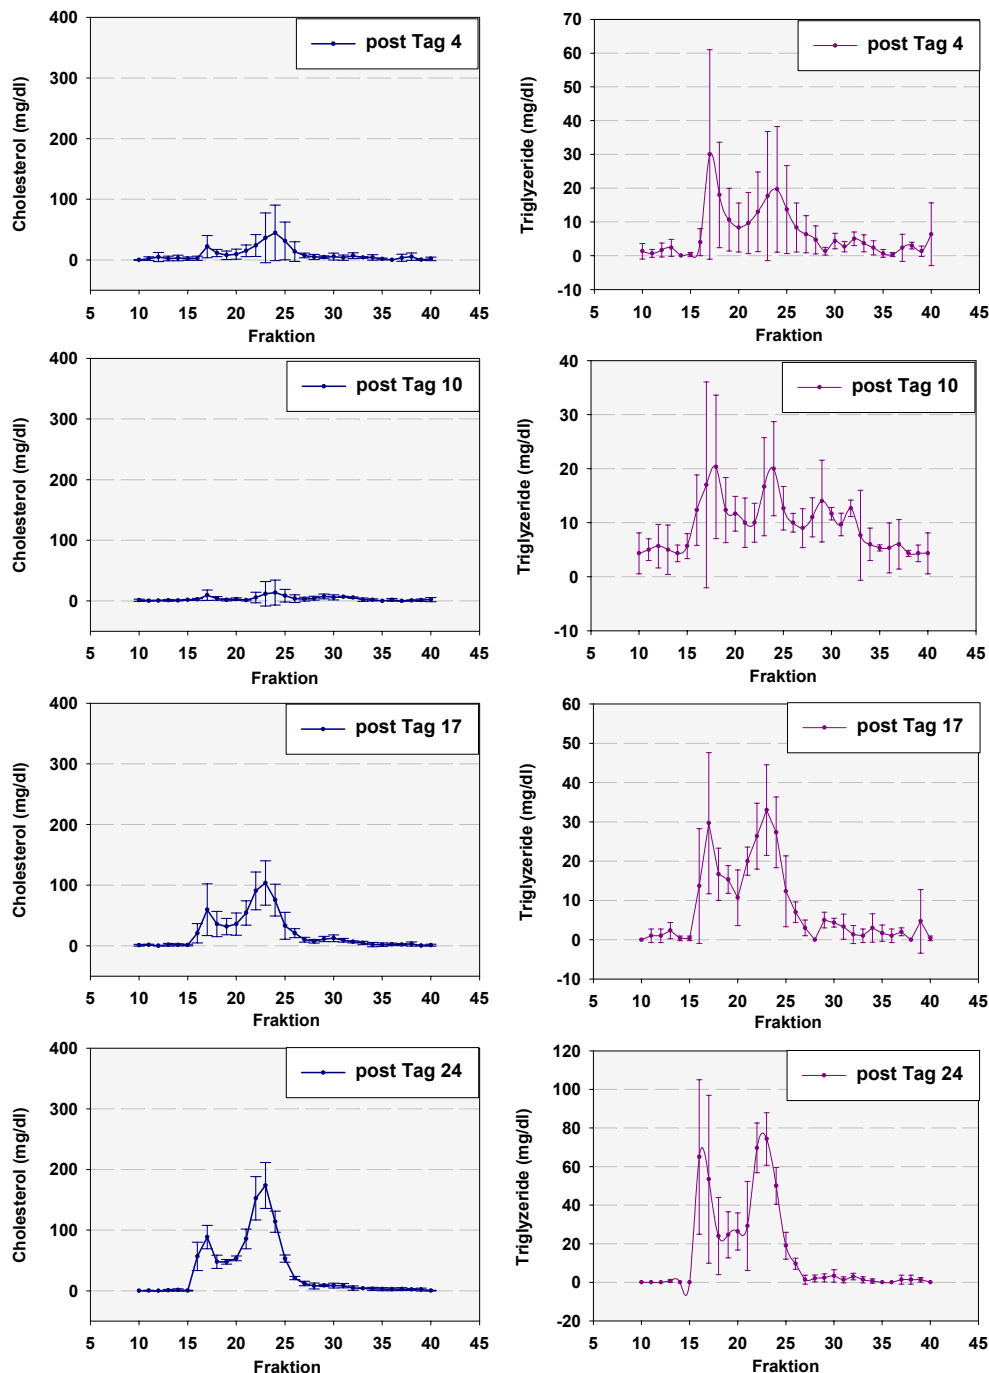 400
300
200
100
0
5 10 15 20 25 30 35 40 45
Cholesterol (mg/dl)
Fraktion
post Tag 4
70
60
50
40
30
20
10
0
-10
5 10 15 20 25 30 35 40 45
Triglyzeride (mg/dl)
Fraktion
post Tag 4
400
300
200
100
0
5 10 15 20 25 30 35 40 45
Cholesterol (mg/dl)
Fraktion
post Tag 10
40
30
20
10
0
-10
5 10 15 20 25 30 35 40 45
Triglyzeride (mg/dl)
Fraktion
post Tag 10
400
300
200
100
0
5 10 15 20 25 30 35 40 45
Cholesterol (mg/dl)
Fraktion
post Tag 17
60
50
40
30
20
10
0
-10
5 10 15 20 25 30 35 40 45
Triglyzeride (mg/dl)
Fraktion
post Tag 17
400
300
200
100
0
5 10 15 20 25 30 35 40 45
Cholesterol (mg/dl)
Fraktion
post Tag 24
120
100
80
60
40
20
0
-20
5 10 15 20 25 30 35 40 45
Triglyzeride (mg/dl)
Fraktion
post Tag 24